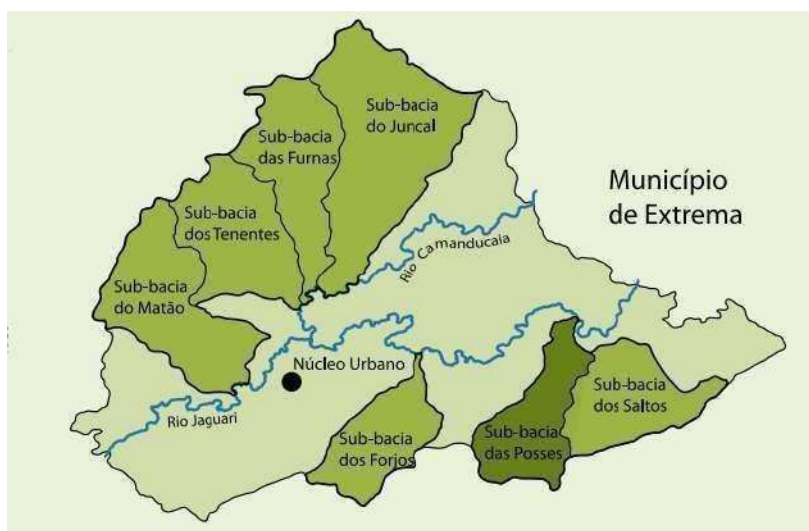 Sub-bacia
do Juncal
Sub-bacia
das Furnas
Município
de Extrema
Sub-bacia
dos Tenentes
Rio Camanducaia
Sub-bacia
do Matão
Núcleo Urbano
Rio Jaguari
Sub-bacia
dos Saltos
Sub-bacia
dos Forjos
Sub-bacia
das Posses